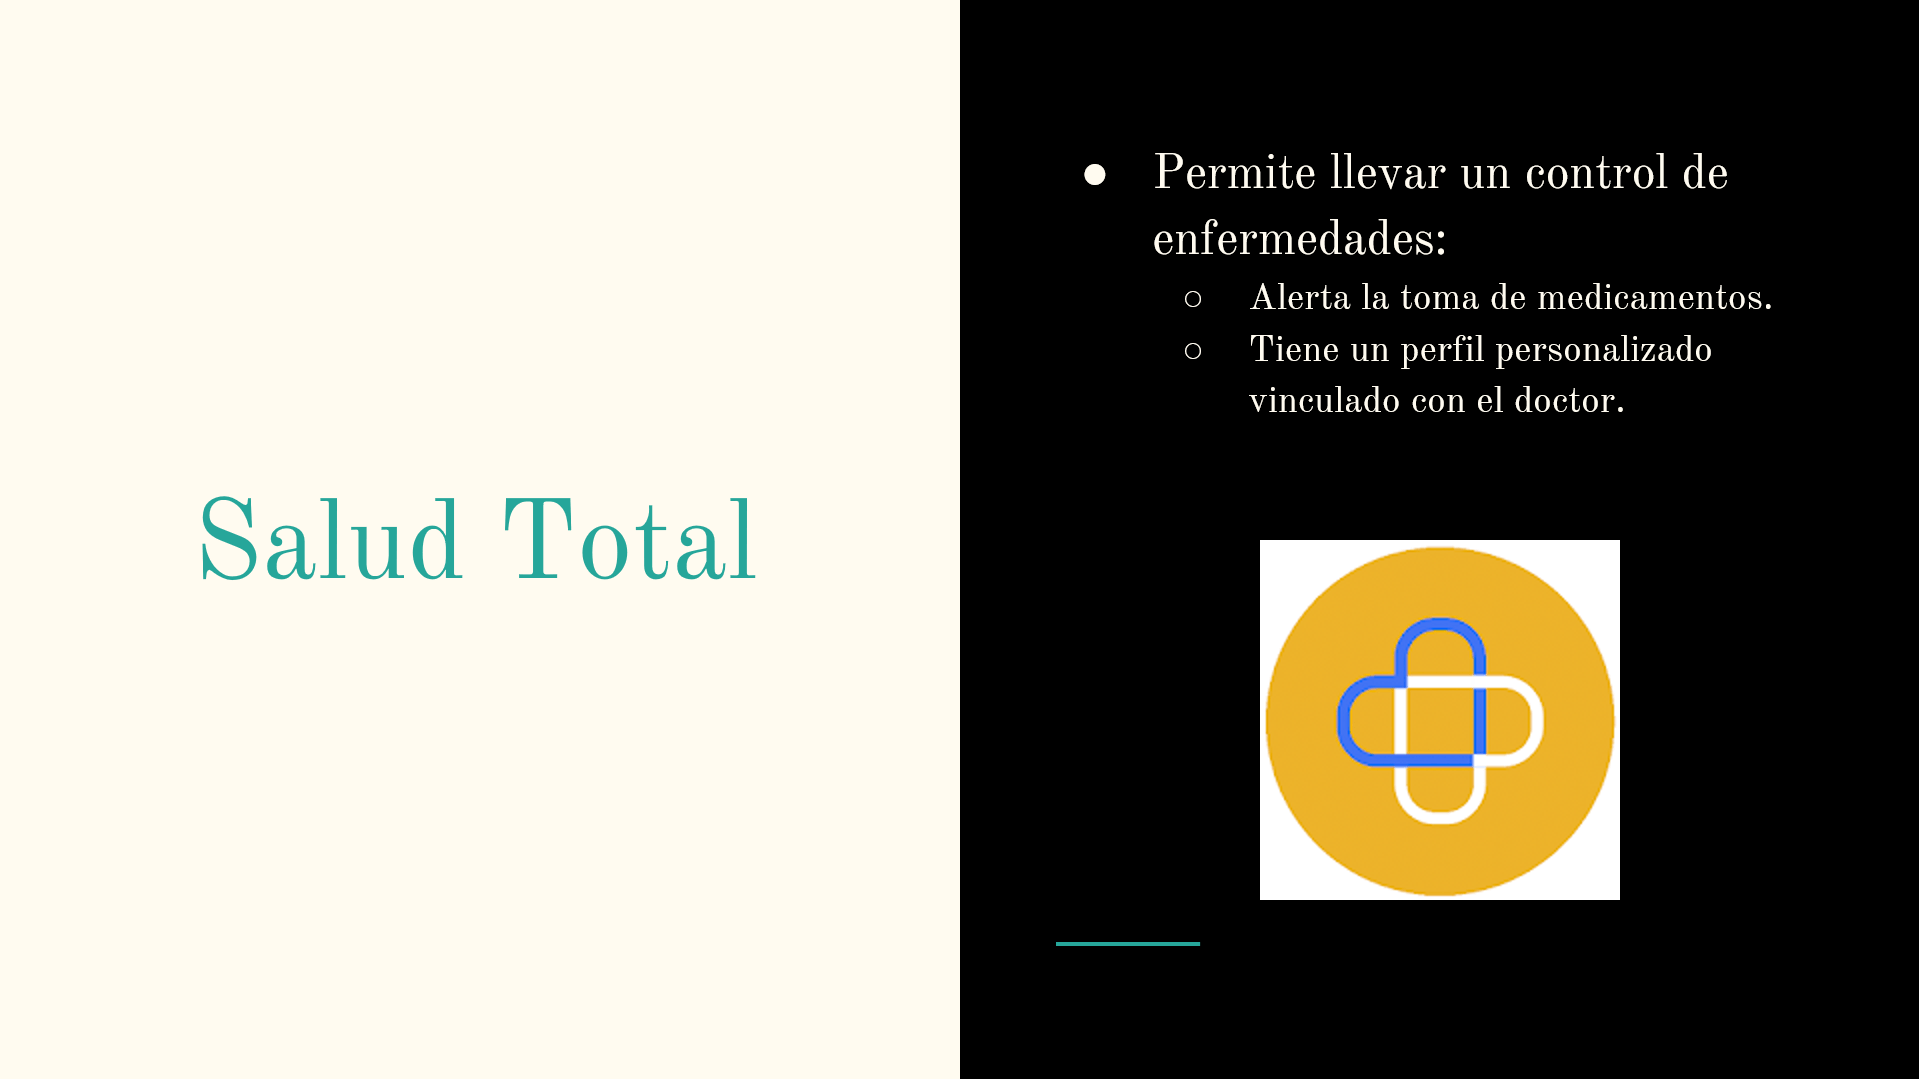 Salud Total
● Permite llevar un control de
enfermedades:
○ Alerta la toma de medicamentos.
○ Tiene un perfil personalizado
vinculado con el doctor.